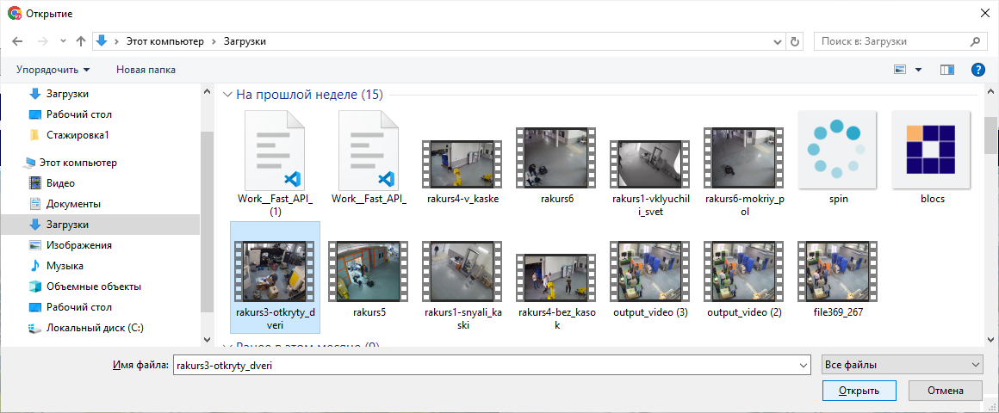 Открытие
Этот компьютер
Загрузки
Поиск в: Загрузки
Упорядочить
Новая папка
?
Загрузки
Рабочий стол
Стажировка1
Этот компьютер
Видео
Документы
Загрузки
Изображения
Музыка
Объемные объекты
Рабочий стол
Локальный диск (C:)
На прошлой неделе (15)
Work__Fast_API_
(1)
Work__Fast_API_
rakurs4-v_kaske
rakurs6
rakurs1-vklyuchil
i_svet
rakurs6-mokriy_p
ol
spin
blocs
rakurs3-otkryty_d
veri
rakurs5
rakurs1-snyali_ka
ski
rakurs4-bez_kaso
k
output_video (3)
output_video (2)
file369_267
Ранее в этом месяце (9)
Имя файла:
rakurs3-otkryty_dveri
Все файлы
Открыть
Отмена